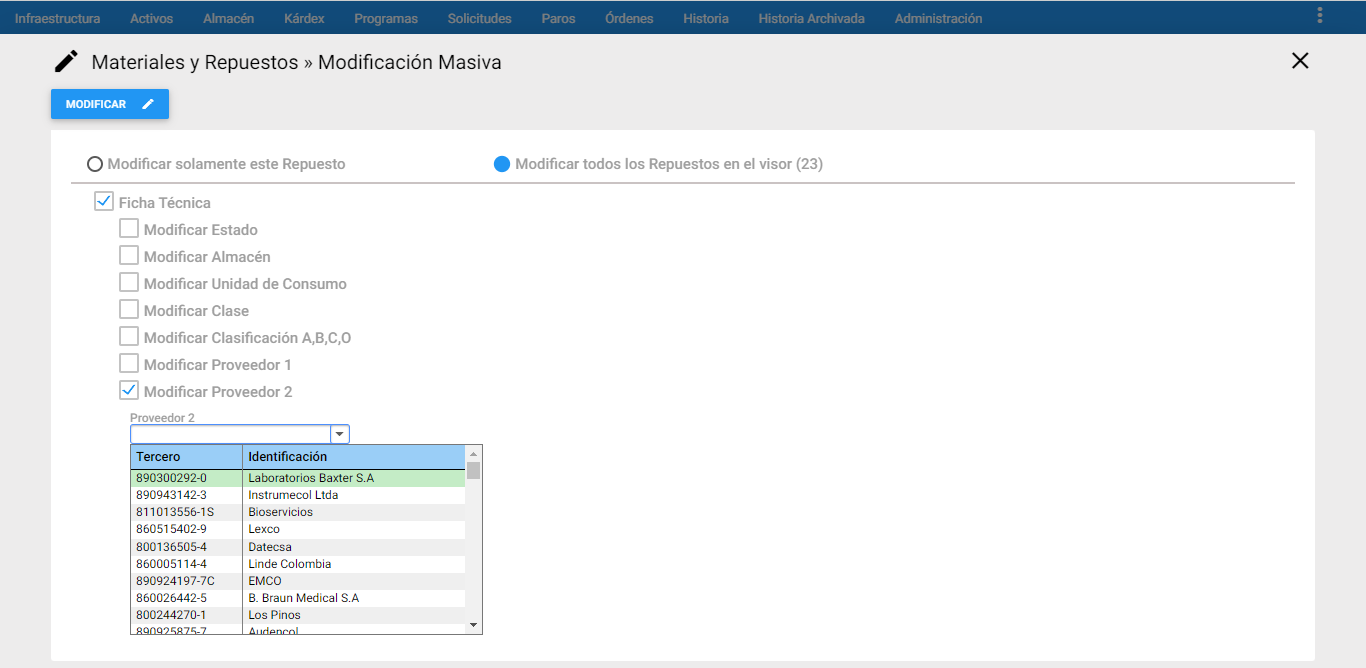 Infraestructura Activos Almacén Kárdex Programas Solicitudes Paros Órdenes Historia Historia Archivada Administración
Materiales y Repuestos » Modificación Masiva
MODIFICAR
Modificar solamente este Repuesto Modificar todos los Repuestos en el visor (23)
Ficha Técnica
Modificar Estado
Modificar Almacén
Modificar Unidad de Consumo
Modificar Clase
Modificar Clasificación A,B,C,O
Modificar Proveedor 1
Modificar Proveedor 2
Proveedor 2
Tercero Identificación
890300292-0 Laboratorios Baxter S.A
890943142-3 Instrumecol Ltda
811013556-1S Bioservicios
860515402-9 Lexco
800136505-4 Datecsa
860005114-4 Linde Colombia
890924197-7C EMCO
860026442-5 B. Braun Medical S.A
800244270-1 Los Pinos
890925875-7 Audencol